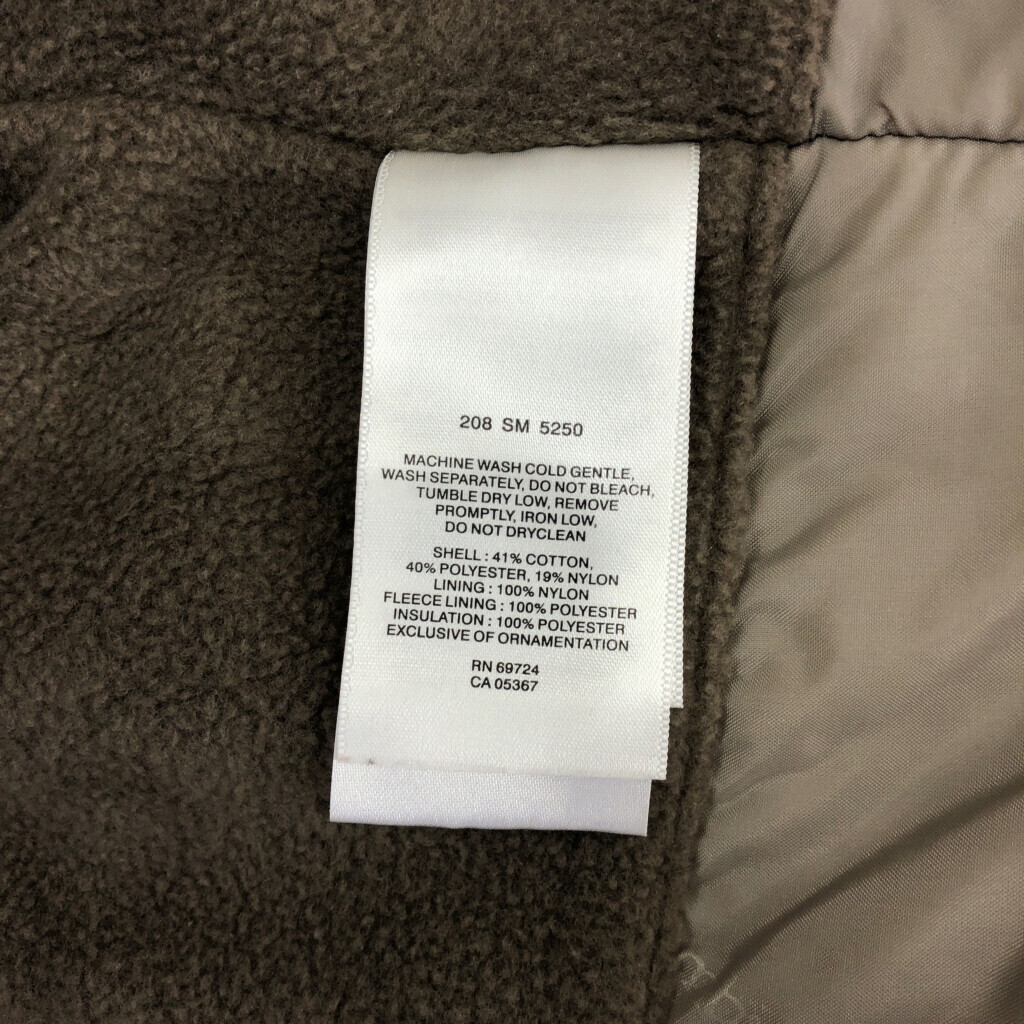 208 SM 5250
MACHINE WASH COLD GENTLE,
WASH SEPARATELY, DO NOT BLEACH,
TUMBLE DRY LOW, REMOVE
PROMPTLY, IRON LOW,
DO NOT DRYCLEAN
SHELL : 41% COTTON,
40% POLYESTER, 19% NYLON
LINING : 100% NYLON
FLEECE LINING : 100% POLYESTER
INSULATION : 100% POLYESTER
EXCLUSIVE OF ORNAMENTATION
RN 69724
CA 05367